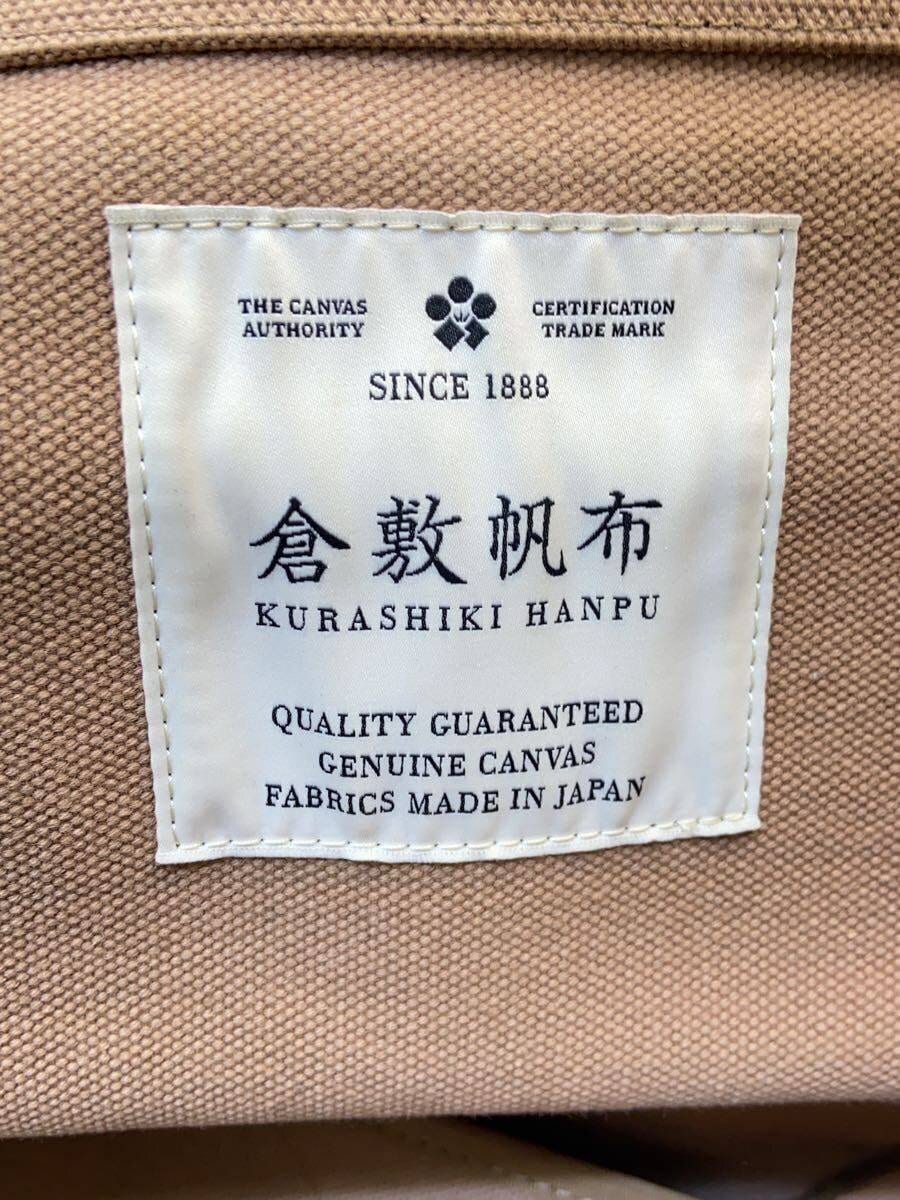 THE CANVAS
AUTHORITY
CERTIFICATION
TRADE MARK
SINCE 1888
倉敷帆布
KURASHIKI HANPU
QUALITY GUARANTEED
GENUINE CANVAS
FABRICS MADE IN JAPAN